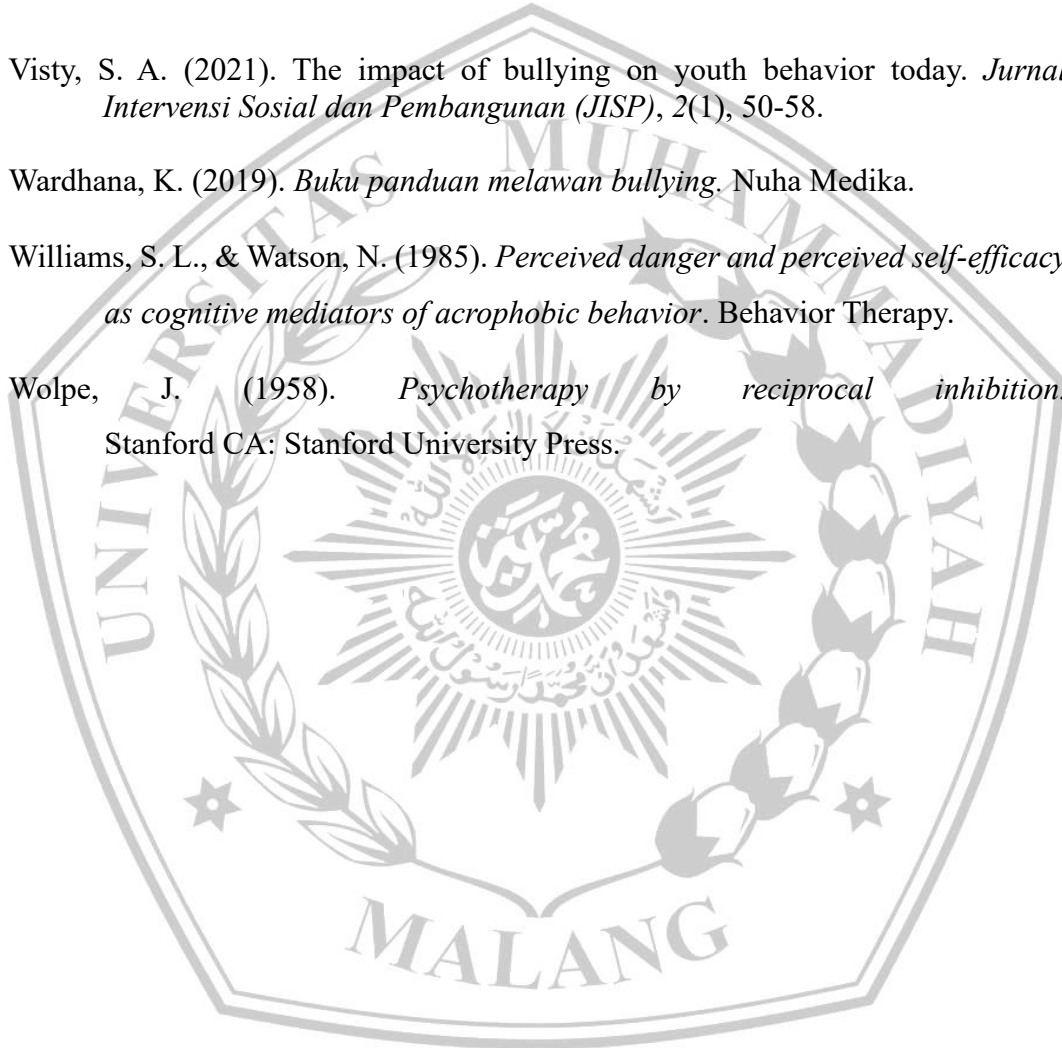 Visty, S. A. (2021). The impact of bullying on youth behavior today. Jurnal
Intervensi Sosial dan Pembangunan (JISP), 2(1), 50-58.
Wardhana, K. (2019). Buku panduan melawan bullying. Nuha Medika.
Williams, S. L., & Watson, N. (1985). Perceived danger and perceived self-efficacy
as cognitive mediators of acrophobic behavior. Behavior Therapy.
Wolpe, J. (1958). Psychotherapy by reciprocal inhibition.
Stanford CA: Stanford University Press.
UNIVERSITAS MUHAMMADIYAH
MALANG